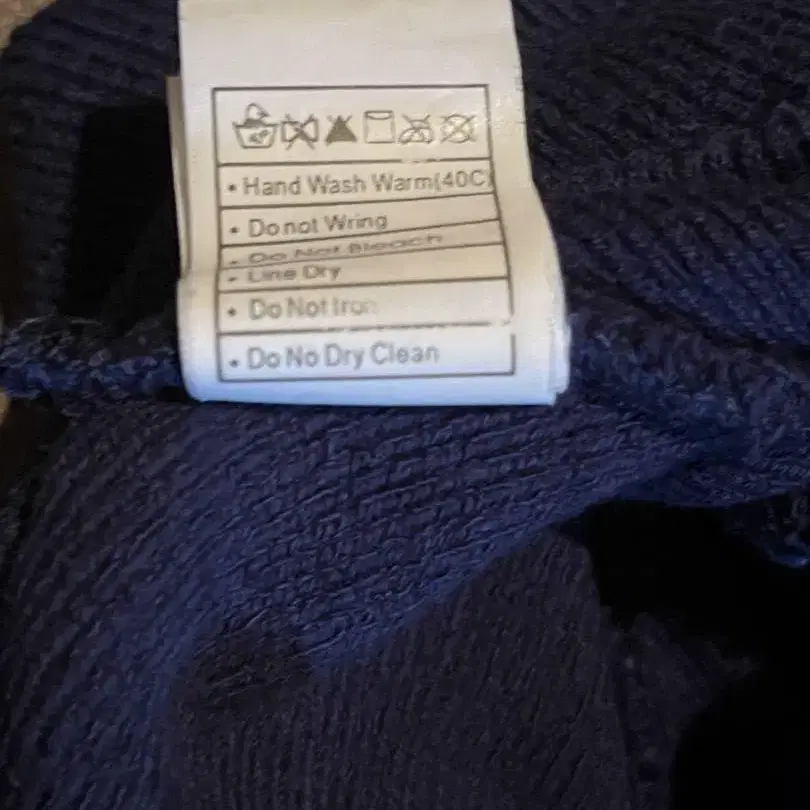 • Hand Wash Warm(40C)
• Do not Wring
• Do Not Bleach
• Line Dry
• Do Not Iron
• Do No Dry Clean